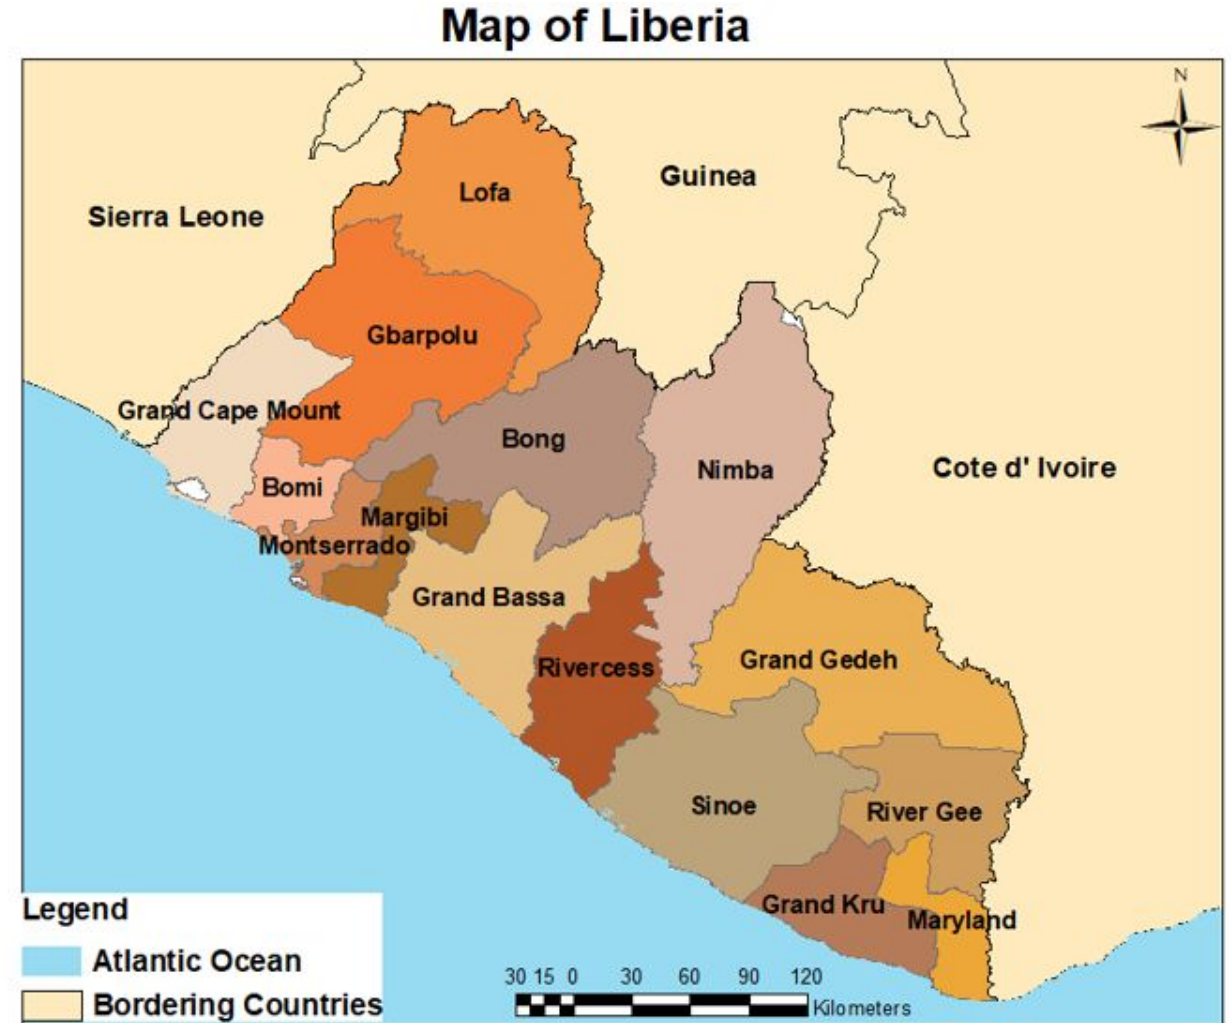 Map of Liberia
N
Guinea
Lofa
Sierra Leone
Gbarpolu
Grand Cape Mount
Bong
Nimba
Cote d' Ivoire
Bomi
Margibi
Montserrado
Grand Bassa
Rivercess
Grand Gedeh
Sinoe
River Gee
Grand Kru
Maryland
Legend
Atlantic Ocean
Bordering Countries
30 15 0 30 60 90 120
Kilometers